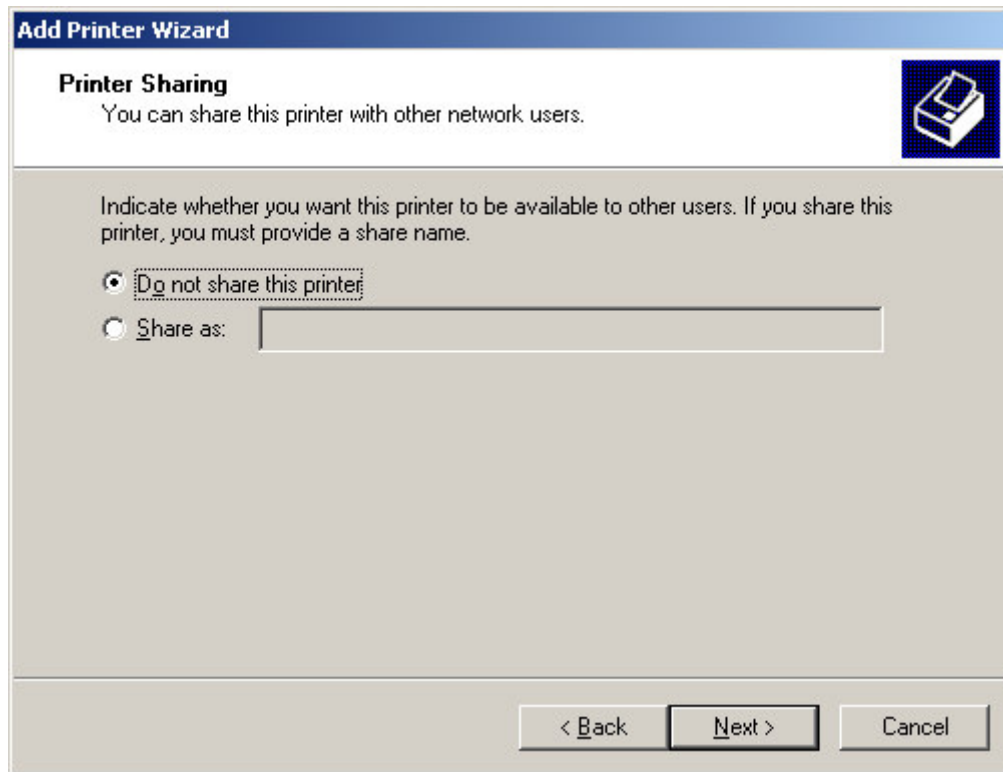 Add Printer Wizard
Printer Sharing
You can share this printer with other network users.
Indicate whether you want this printer to be available to other users. If you share this
printer, you must provide a share name.
Do not share this printer
Share as:
< Back Next > Cancel